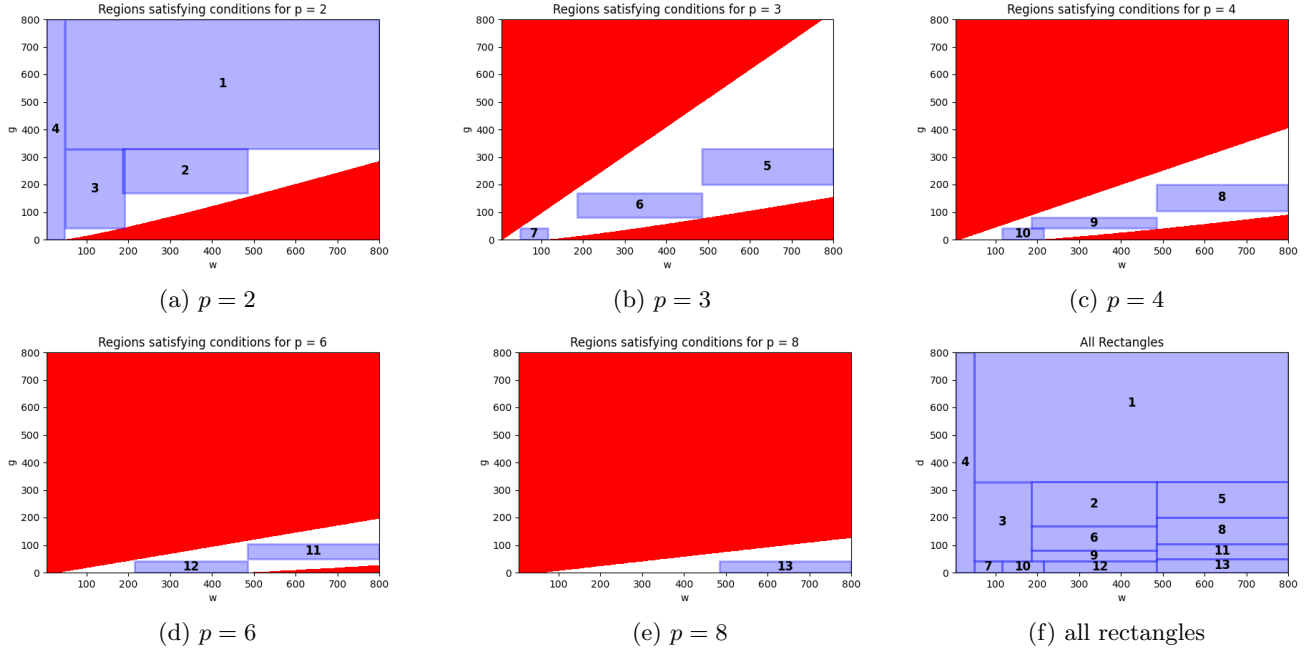 Regions satisfying conditions for p = 2
800
700
600
500
400
300
200
100
0
g
1
4
2
3
100 200 300 400 500 600 700 800
w
(a) p = 2
Regions satisfying conditions for p = 3
800
700
600
500
400
300
200
100
0
g
5
6
7
100 200 300 400 500 600 700 800
w
(b) p = 3
Regions satisfying conditions for p = 4
800
700
600
500
400
300
200
100
0
g
8
9
10
100 200 300 400 500 600 700 800
w
(c) p = 4
Regions satisfying conditions for p = 6
800
700
600
500
400
300
200
100
0
g
11
12
100 200 300 400 500 600 700 800
w
(d) p = 6
Regions satisfying conditions for p = 8
800
700
600
500
400
300
200
100
0
g
13
100 200 300 400 500 600 700 800
w
(e) p = 8
All Rectangles
800
700
600
500
400
300
200
100
0
d
1
4
2 5
3
8
6
11
9
7 10 12 13
100 200 300 400 500 600 700 800
w
(f) all rectangles